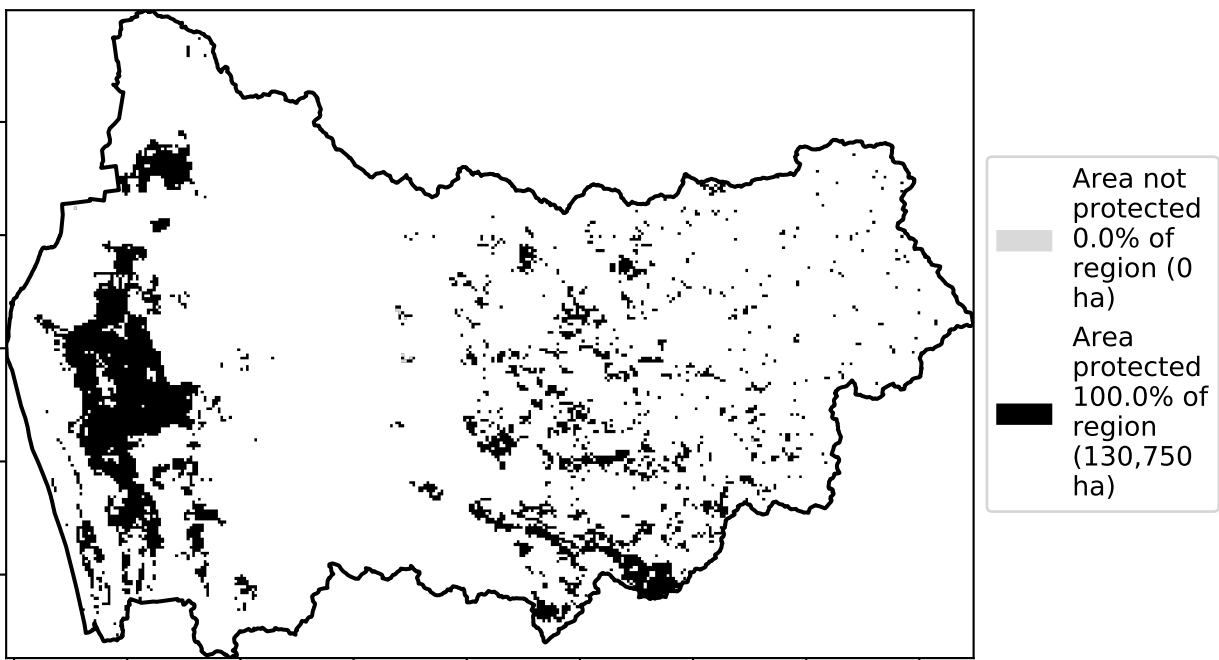 Area not
protected
0.0% of
region (0
ha)
Area
protected
100.0% of
region
(130,750
ha)